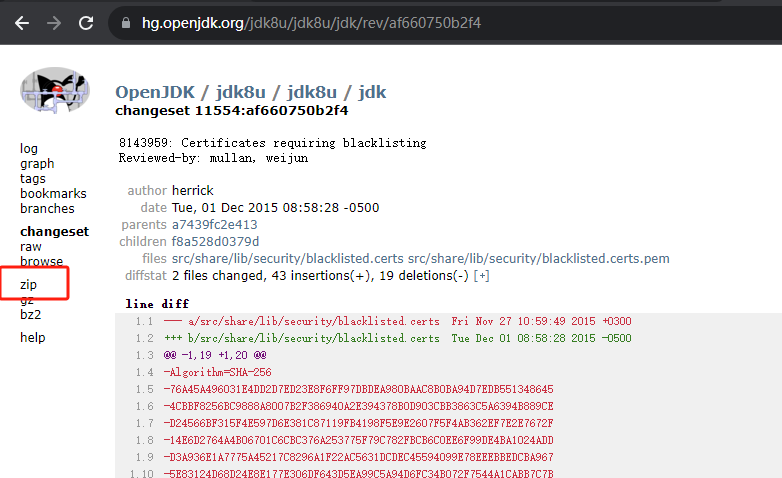 hg.openjdk.org/jdk8u/jdk8u/jdk/rev/af660750b2f4
OpenJDK / jdk8u / jdk8u / jdk
changeset 11554:af660750b2f4
8143959: Certificates requiring blacklisting
Reviewed-by: mullan, weijun
log
graph
tags
bookmarks
branches
changeset
raw
browse
zip
gz
bz2
help
author herrick
date Tue, 01 Dec 2015 08:58:28 -0500
parents a7439fc2e413
children f8a528d0379d
files src/share/lib/security/blacklisted.certs src/share/lib/security/blacklisted.certs.pem
diffstat 2 files changed, 43 insertions(+), 19 deletions(-) [+]
line diff
1.1 --- a/src/share/lib/security/blacklisted.certs Fri Nov 27 10:59:49 2015 +0300
1.2 +++ b/src/share/lib/security/blacklisted.certs Tue Dec 01 08:58:28 2015 -0500
1.3 @@ -1,19 +1,20 @@
1.4 -Algorithm=SHA-256
1.5 -76A45A496031E4DD2D7ED23E8F6FF97DBDEA980BAAC8B0BA94D7EDB551348645
1.6 -4CBBF8256BC9888A8007B2F386940A2E394378B0D903CBB3863C5A6394B889CE
1.7 -D24566BF315F4E597D6E381C87119FB4198F5E9E2607F5F4AB362EF7E2E7672F
1.8 -14E6D2764A4B06701C6CBC376A253775F79C782FBCB6C0EE6F99DE4BA1024ADD
1.9 -D3A936E1A7775A45217C8296A1F22AC5631DCDEC45594099E78EEEBBEDCBA967
1.10 -5E83124D68D24E8E177E306DF643D5EA99C5A94D6FC34B072F7544A1CABB7C7B